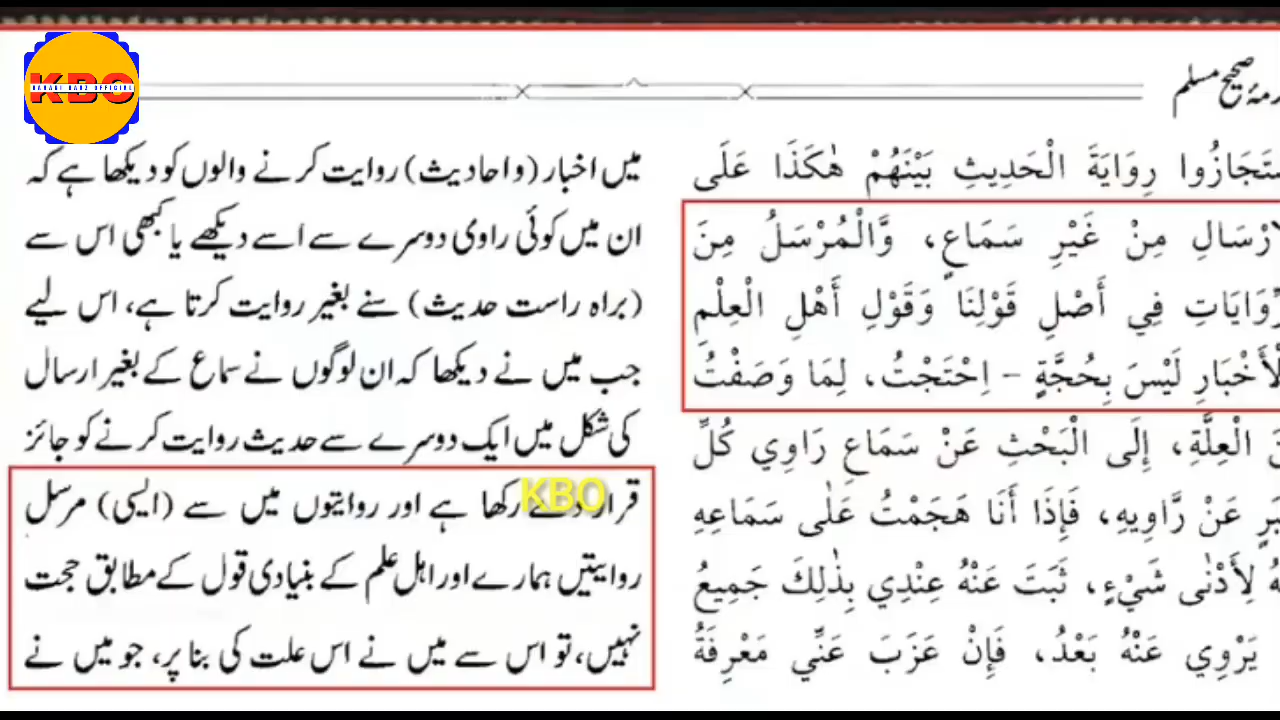 KBO
صحیح مسلم
میں اخبار (و احادیث) روایت کرنے والوں کو دیکھا ہے کہ
ان میں کوئی راوی دوسرے سے اسے دیکھے یا کبھی اس سے
(براہ راست حدیث) سنے بغیر روایت کرتا ہے، اس لیے
جب میں نے دیکھا کہ ان لوگوں نے سماع کے بغیر ارسال
کی شکل میں ایک دوسرے سے حدیث روایت کرنے کو جائز
قرار دے رکھا ہے اور روایتوں میں سے (ایسی) مرسل
روایتیں ہمارے اور اہل علم کے بنیادی قول کے مطابق حجت
نہیں، تو اس سے میں نے اس علت کی بنا پر، جو میں نے
KBO
رِوَايَةَ الْحَدِيثِ بَيْنَهُمْ هٰكَذَا عَلَى
مِنْ غَيْرِ سَمَاعٍ، وَّالْمُرْسَلُ مِنَ
فِي أَصْلِ قَوْلِنَا وَقَوْلِ أَهْلِ الْعِلْمِ
لَيْسَ بِحُجَّةٍ - اِحْتَجْتُ، لِمَا وَصَفْتُ
الْعِلَّةِ، إِلَى الْبَحْثِ عَنْ سَمَاعِ رَاوِي كُلِّ
عَنْ رَّاوِيهِ، فَإِذَا أَنَا هَجَمْتُ عَلٰى سَمَاعِهِ
لِأَدْنٰى شَيْءٍ، ثَبَتَ عَنْهُ عِنْدِي بِذٰلِكَ جَمِيعُ
يَرْوِي عَنْهُ بَعْدُ، فَإِنْ عَزَبَ عَنِّي مَعْرِفَةُ